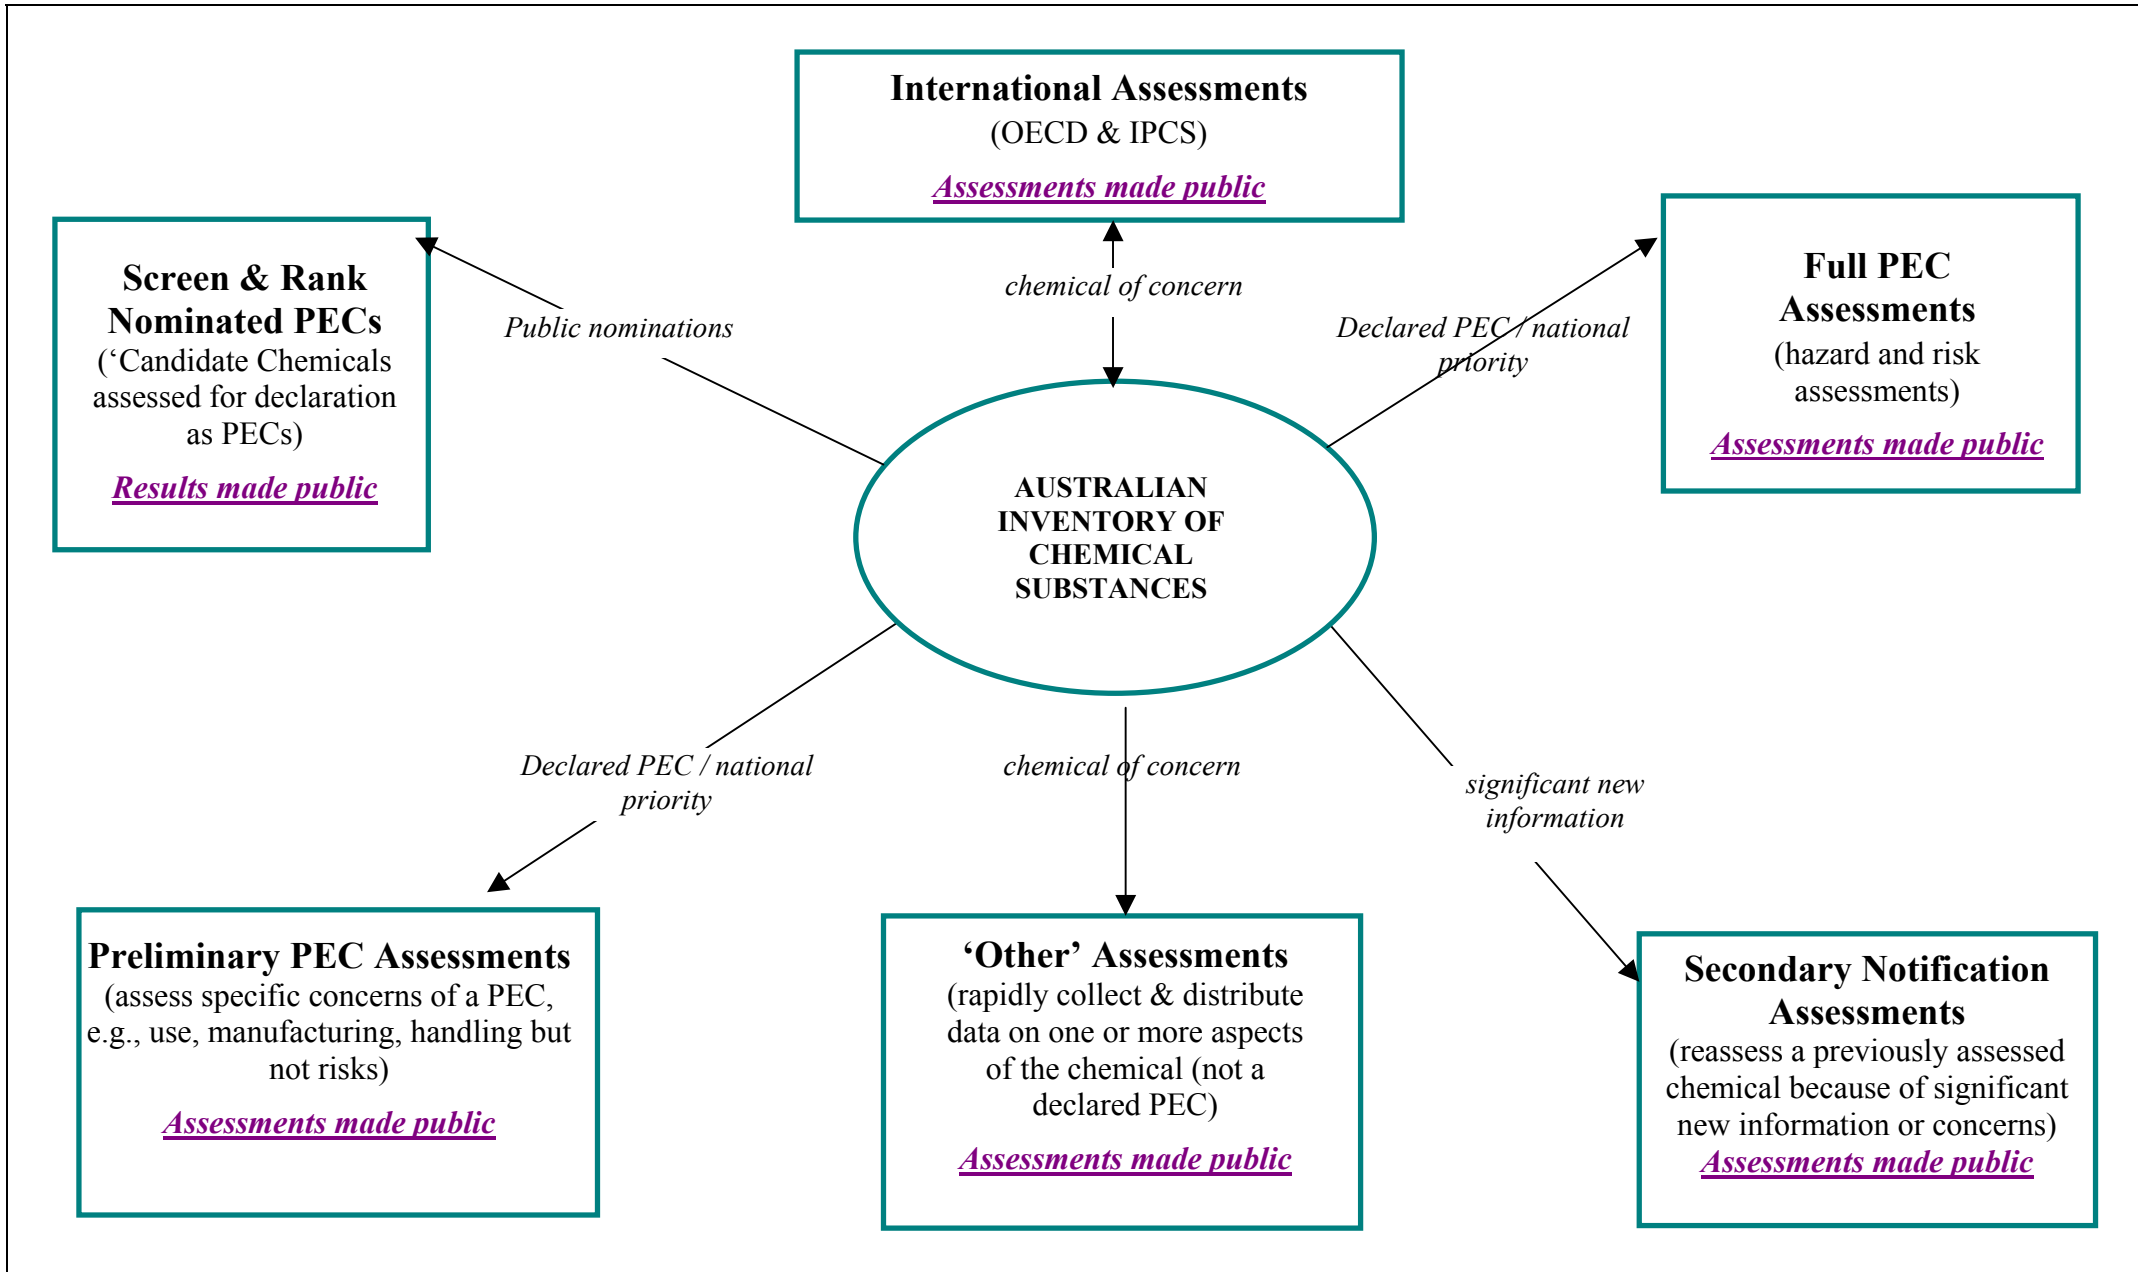 International Assessments
(OECD & IPCS)
Assessments made public
Screen & Rank
Nominated PECs
(‘Candidate Chemicals
assessed for declaration
as PECs)
Results made public
Public nominations
chemical of concern
Declared PEC / national
priority
Full PEC
Assessments
(hazard and risk
assessments)
Assessments made public
AUSTRALIAN
INVENTORY OF
CHEMICAL
SUBSTANCES
Declared PEC / national
priority
chemical of concern
significant new
information
Preliminary PEC Assessments
(assess specific concerns of a PEC,
e.g., use, manufacturing, handling but
not risks)
Assessments made public
‘Other’ Assessments
(rapidly collect & distribute
data on one or more aspects
of the chemical (not a
declared PEC)
Assessments made public
Secondary Notification
Assessments
(reassess a previously assessed
chemical because of significant
new information or concerns)
Assessments made public